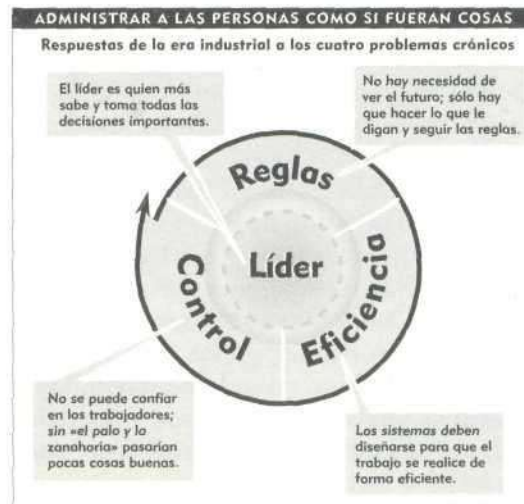 ADMINISTRAR A LAS PERSONAS COMO SI FUERAN COSAS
Respuestas de la era industrial a los cuatro problemas crónicos
El líder es quien más
sabe y toma todas las
decisiones importantes.
No hay necesidad de
ver el futuro; sólo hay
que hacer lo que le
digan y seguir las reglas.
Reglas
Líder
Control
Eficiencia
No se puede confiar
en los trabajadores;
sin «el palo y la
zanahoria» pasarían
pocas cosas buenas.
Los sistemas deben
diseñarse para que el
trabajo se realice de
forma eficiente.